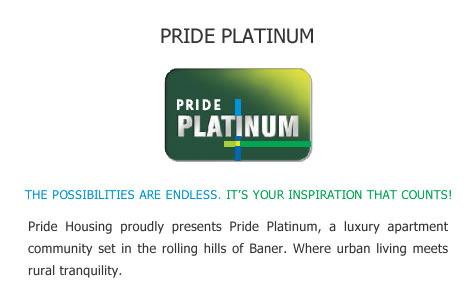 PRIDE PLATINUM
PRIDE
PLATINUM
THE POSSIBILITIES ARE ENDLESS. IT'S YOUR INSPIRATION THAT COUNTS!
Pride Housing proudly presents Pride Platinum, a luxury apartment
community set in the rolling hills of Baner. Where urban living meets
rural tranquility.